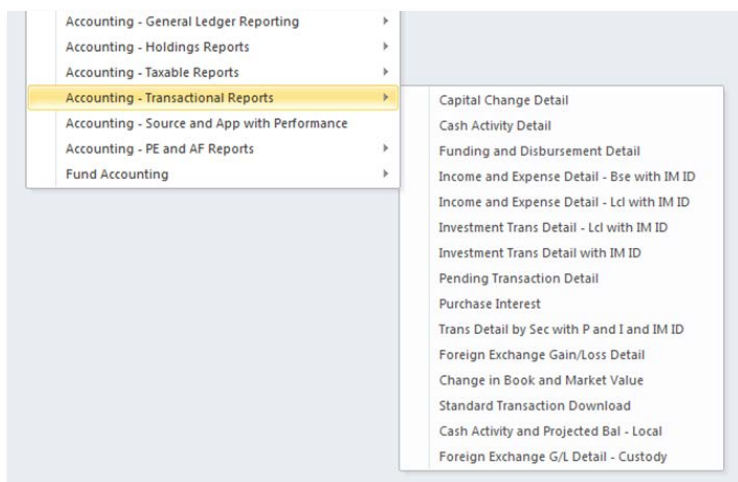 Accounting - General Ledger Reporting
Accounting - Holdings Reports
Accounting - Taxable Reports
Accounting - Transactional Reports
Accounting - Source and App with Performance
Accounting - PE and AF Reports
Fund Accounting
Capital Change Detail
Cash Activity Detail
Funding and Disbursement Detail
Income and Expense Detail - Bse with IM ID
Income and Expense Detail - Lcl with IM ID
Investment Trans Detail - Lcl with IM ID
Investment Trans Detail with IM ID
Pending Transaction Detail
Purchase Interest
Trans Detail by Sec with P and I and IM ID
Foreign Exchange Gain/Loss Detail
Change in Book and Market Value
Standard Transaction Download
Cash Activity and Projected Bal - Local
Foreign Exchange G/L Detail - Custody